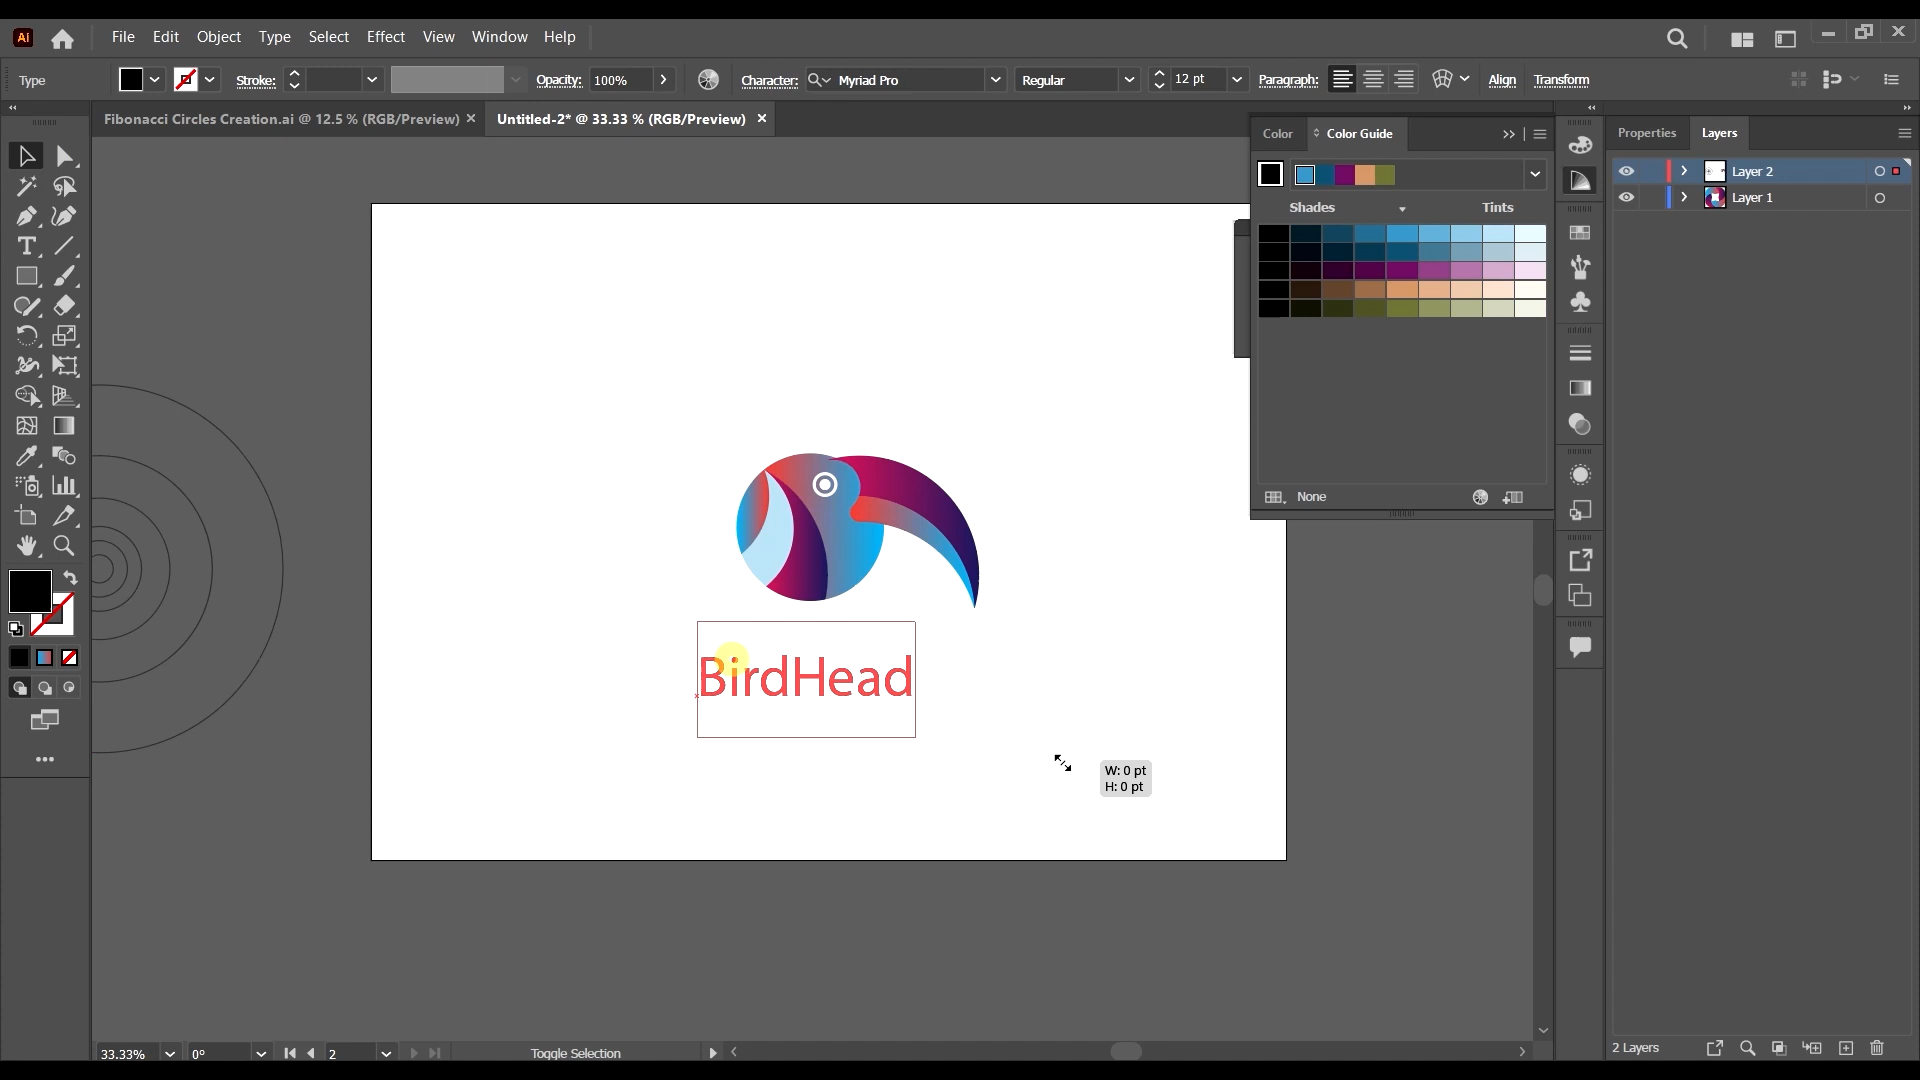 Ai File Edit Object Type Select Effect View Window Help
Type Stroke: Opacity: 100% Character: Myriad Pro Regular 12 pt Paragraph: Align Transform
Fibonacci Circles Creation.ai @ 12.5 % (RGB/Preview) Untitled-2* @ 33.33 % (RGB/Preview)
Color Color Guide
Properties Layers
Layer 2
Layer 1
Shades Tints
None
BirdHead
W: 0 pt
H: 0 pt
33.33% 0° 2 Toggle Selection
2 Layers